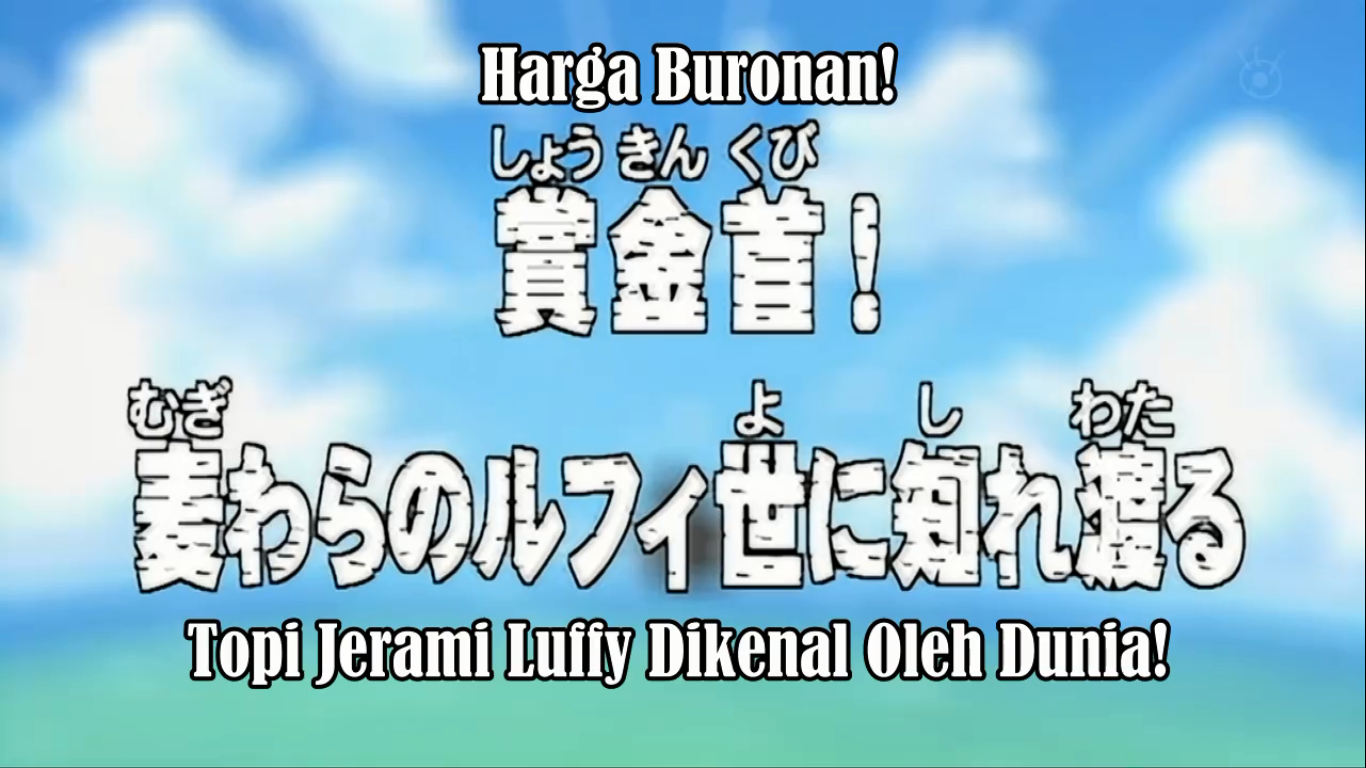 Harga Buronan!
しょう きん くび
賞金首！
むぎ よ し わた
麦わらのルフィ世に知れ渡る
Topi Jerami Luffy Dikenal Oleh Dunia!